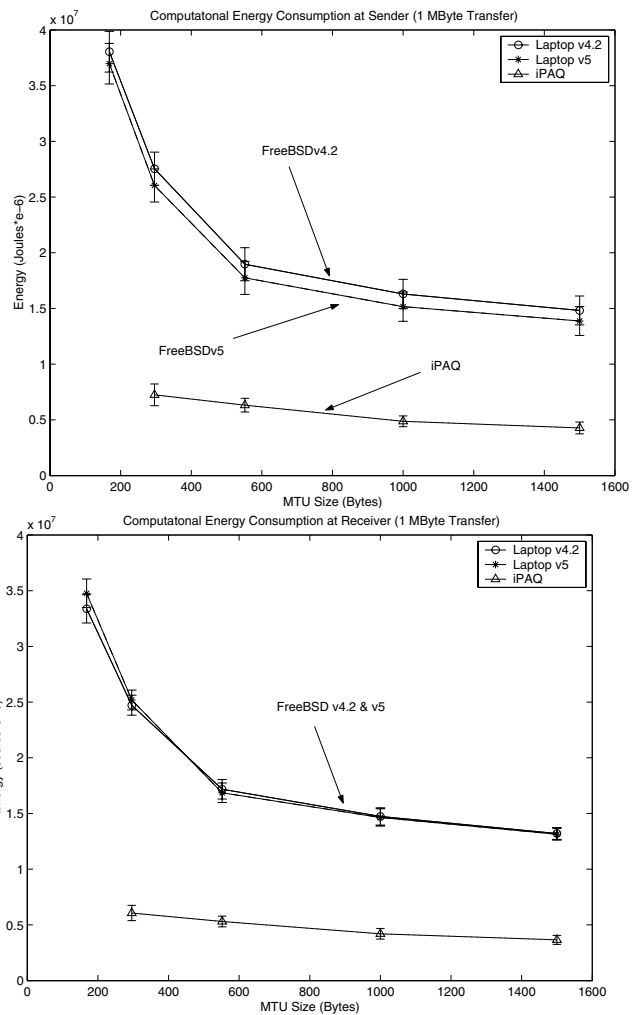 Computatonal Energy Consumption at Sender (1 MByte Transfer)
x 10^7
4
3.5
3
2.5
2
1.5
1
0.5
0
Energy (Joules*e−6)
Laptop v4.2
Laptop v5
iPAQ
FreeBSDv4.2
FreeBSDv5
iPAQ
0 200 400 600 800 1000 1200 1400 1600
MTU Size (Bytes)
Computatonal Energy Consumption at Receiver (1 MByte Transfer)
x 10^7
4
3.5
3
2.5
2
1.5
1
0.5
0
Laptop v4.2
Laptop v5
iPAQ
FreeBSD v4.2 & v5
0 200 400 600 800 1000 1200 1400 1600
MTU Size (Bytes)